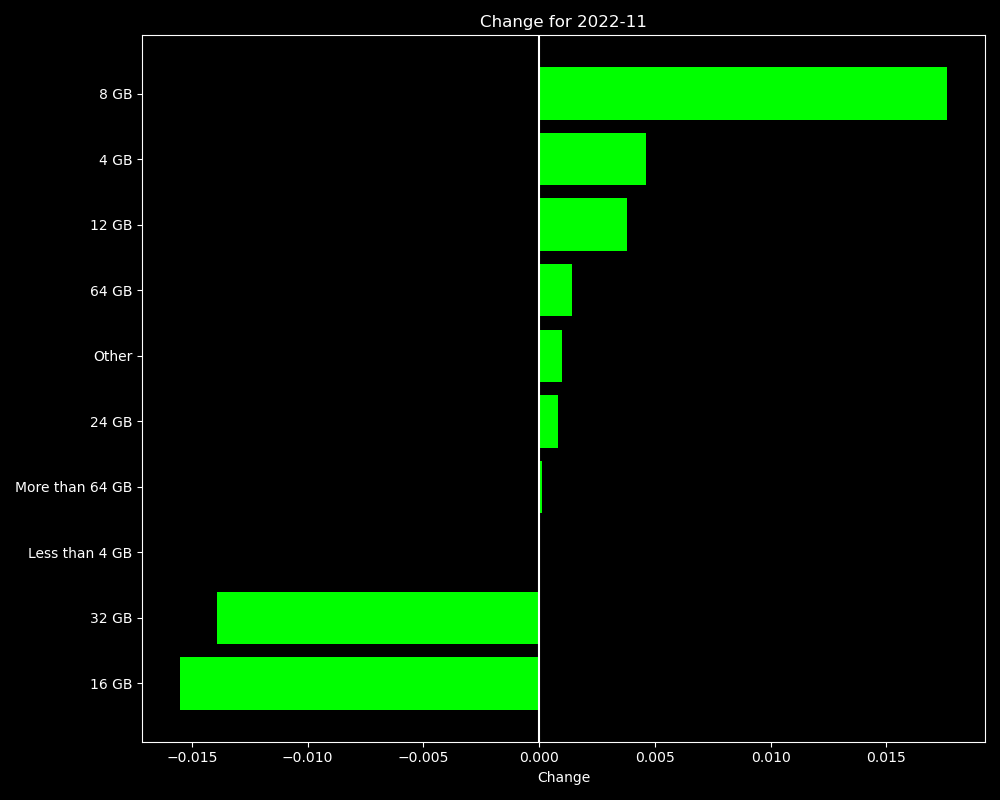 Change for 2022-11
8 GB
4 GB
12 GB
64 GB
Other
24 GB
More than 64 GB
Less than 4 GB
32 GB
16 GB
−0.015 −0.010 −0.005 0.000 0.005 0.010 0.015
Change